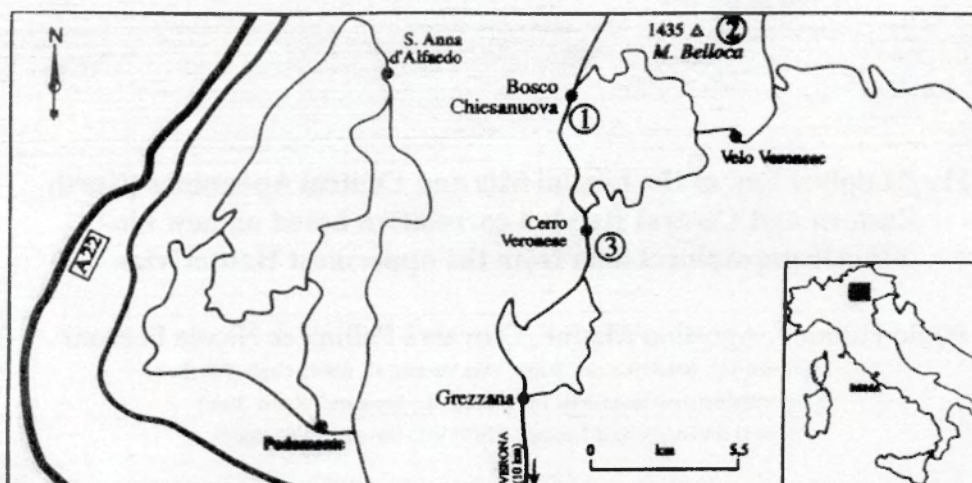 N
S. Anna
d'Alfaedo
1435 △
2
M. Belloca
Bosco
Chiesanuova
1
Velo Veronese
Cerro
Veronese
3
A22
Grezzana
0 km 5,5
VERONA
(10 km)